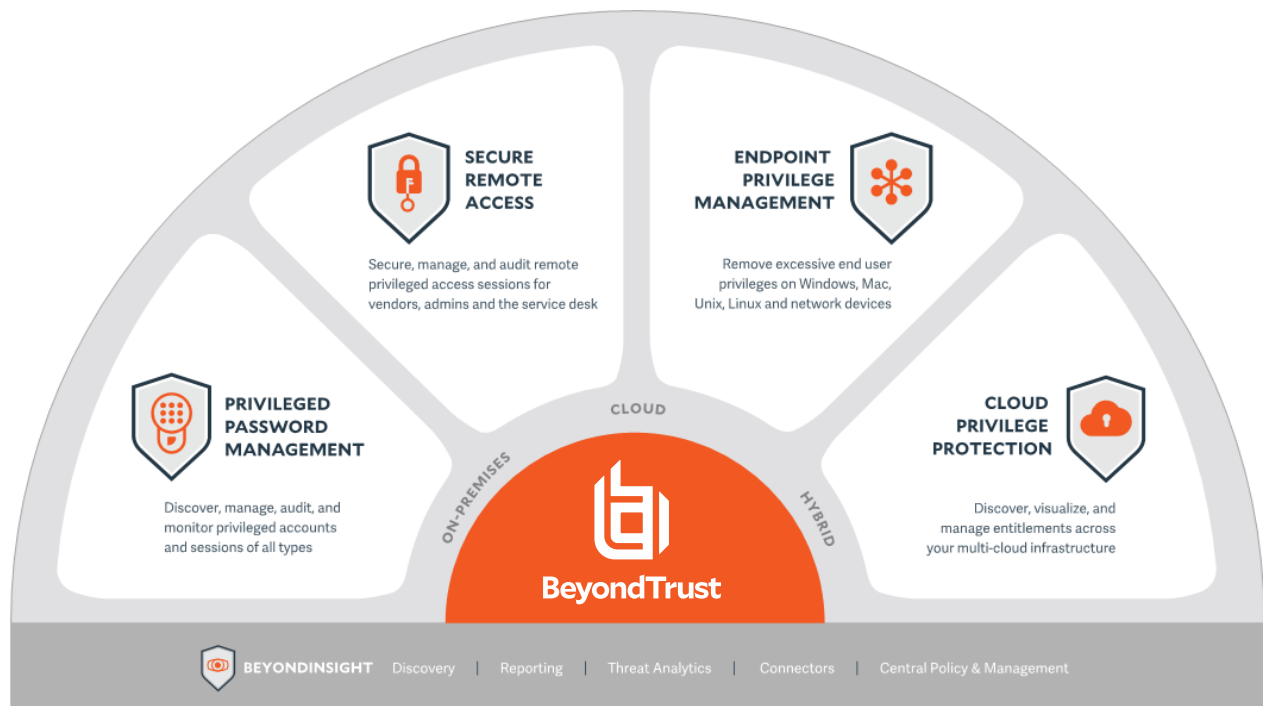 SECURE
REMOTE
ACCESS
Secure, manage, and audit remote
privileged access sessions for
vendors, admins and the service desk
ENDPOINT
PRIVILEGE
MANAGEMENT
Remove excessive end user
privileges on Windows, Mac,
Unix, Linux and network devices
PRIVILEGED
PASSWORD
MANAGEMENT
Discover, manage, audit, and
monitor privileged accounts
and sessions of all types
CLOUD
PRIVILEGE
PROTECTION
Discover, visualize, and
manage entitlements across
your multi-cloud infrastructure
ON-PREMISES
CLOUD
HYBRID
BeyondTrust
BEYONDINSIGHT Discovery | Reporting | Threat Analytics | Connectors | Central Policy & Management